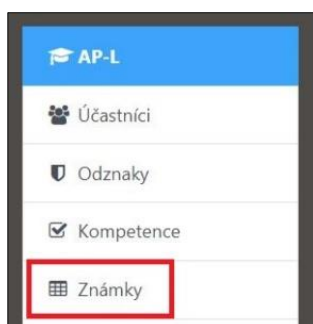 AP-L
Účastníci
Odznaky
Kompetence
Známky